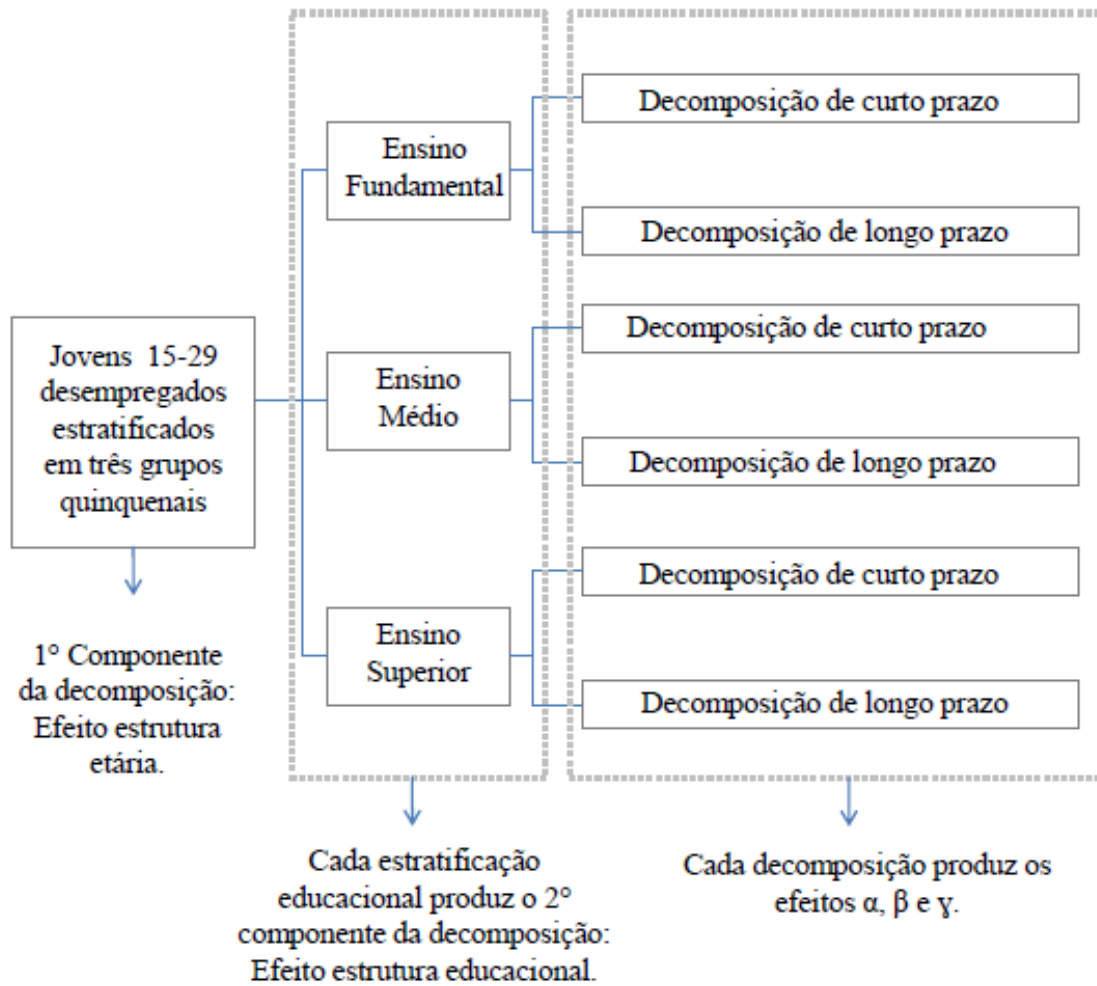 Jovens 15-29
desempregados
estratificados
em três grupos
quinquenais
1° Componente
da decomposição:
Efeito estrutura
etária.
Ensino
Fundamental
Ensino
Médio
Ensino
Superior
Cada estratificação
educacional produz o 2°
componente da decomposição:
Efeito estrutura educacional.
Decomposição de curto prazo
Decomposição de longo prazo
Decomposição de curto prazo
Decomposição de longo prazo
Decomposição de curto prazo
Decomposição de longo prazo
Cada decomposição produz os
efeitos α, β e γ.